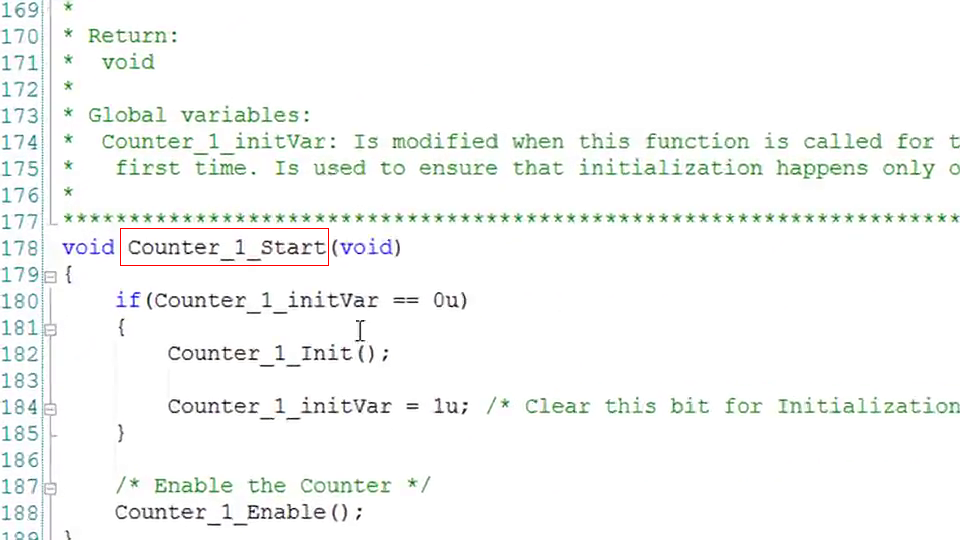 169 *
170 * Return:
171 * void
172 *
173 * Global variables:
174 * Counter_1_initVar: Is modified when this function is called for t
175 * first time. Is used to ensure that initialization happens only o
176 *
177 *******************************************************************
178 void Counter_1_Start(void)
179 {
180 if(Counter_1_initVar == 0u)
181 {
182 Counter_1_Init();
183
184 Counter_1_initVar = 1u; /* Clear this bit for Initialization
185 }
186
187 /* Enable the Counter */
188 Counter_1_Enable();
189 }